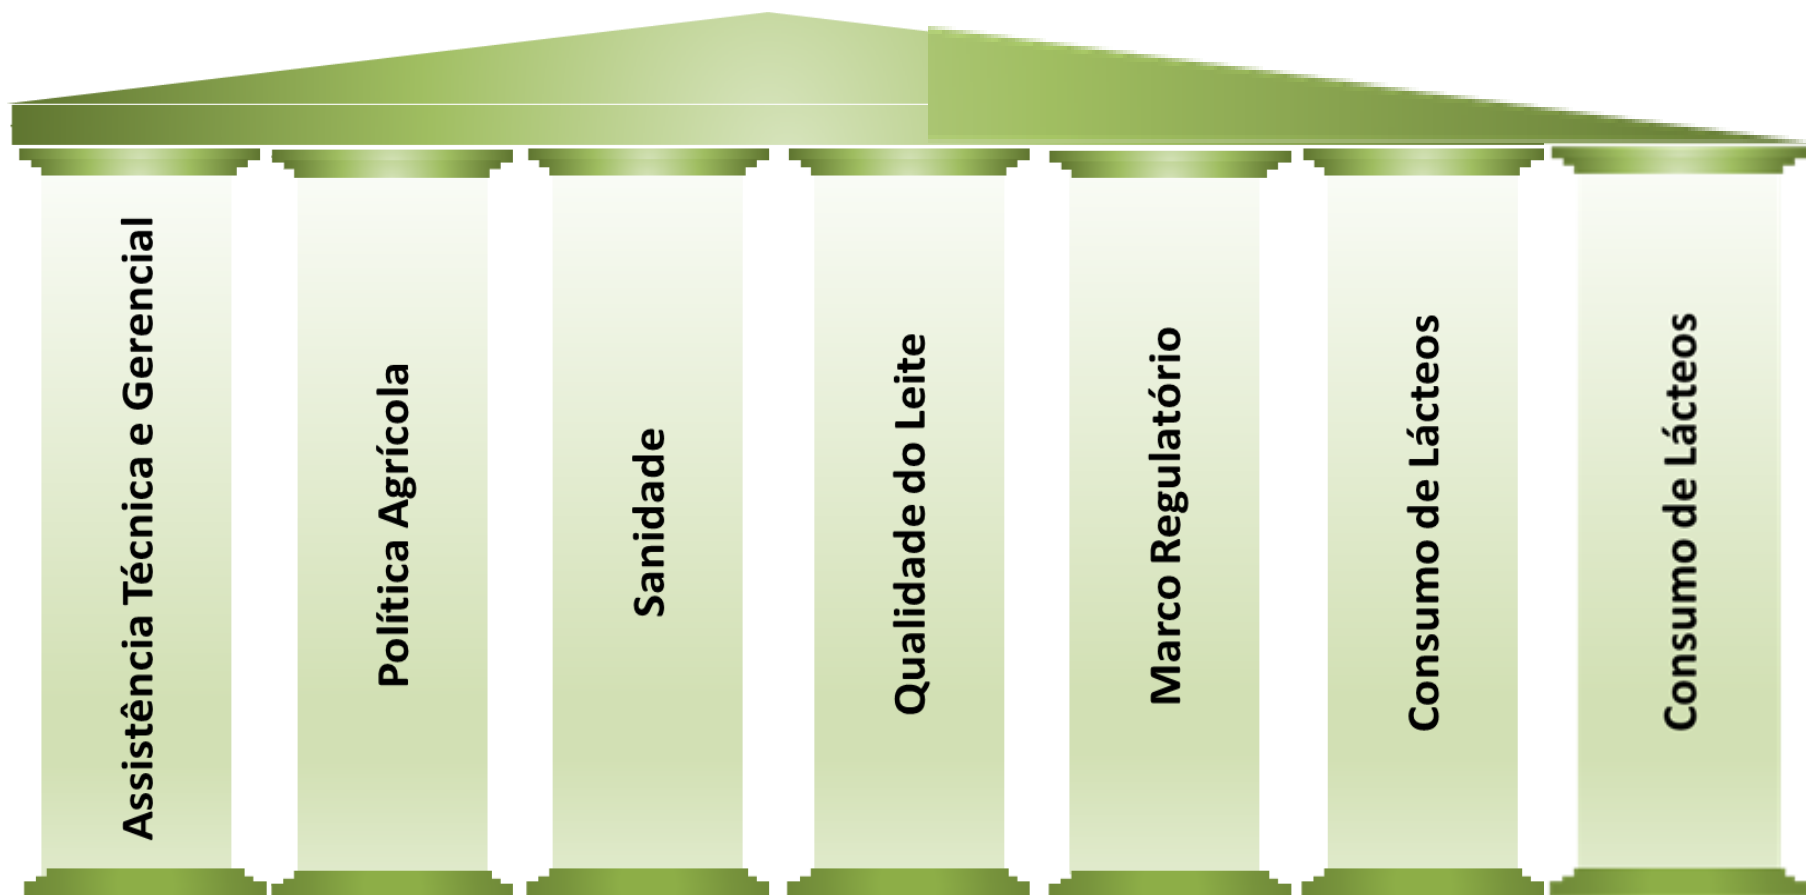 Assistência Técnica e Gerencial
Política Agrícola
Sanidade
Qualidade do Leite
Marco Regulatório
Consumo de Lácteos
Consumo de Lácteos